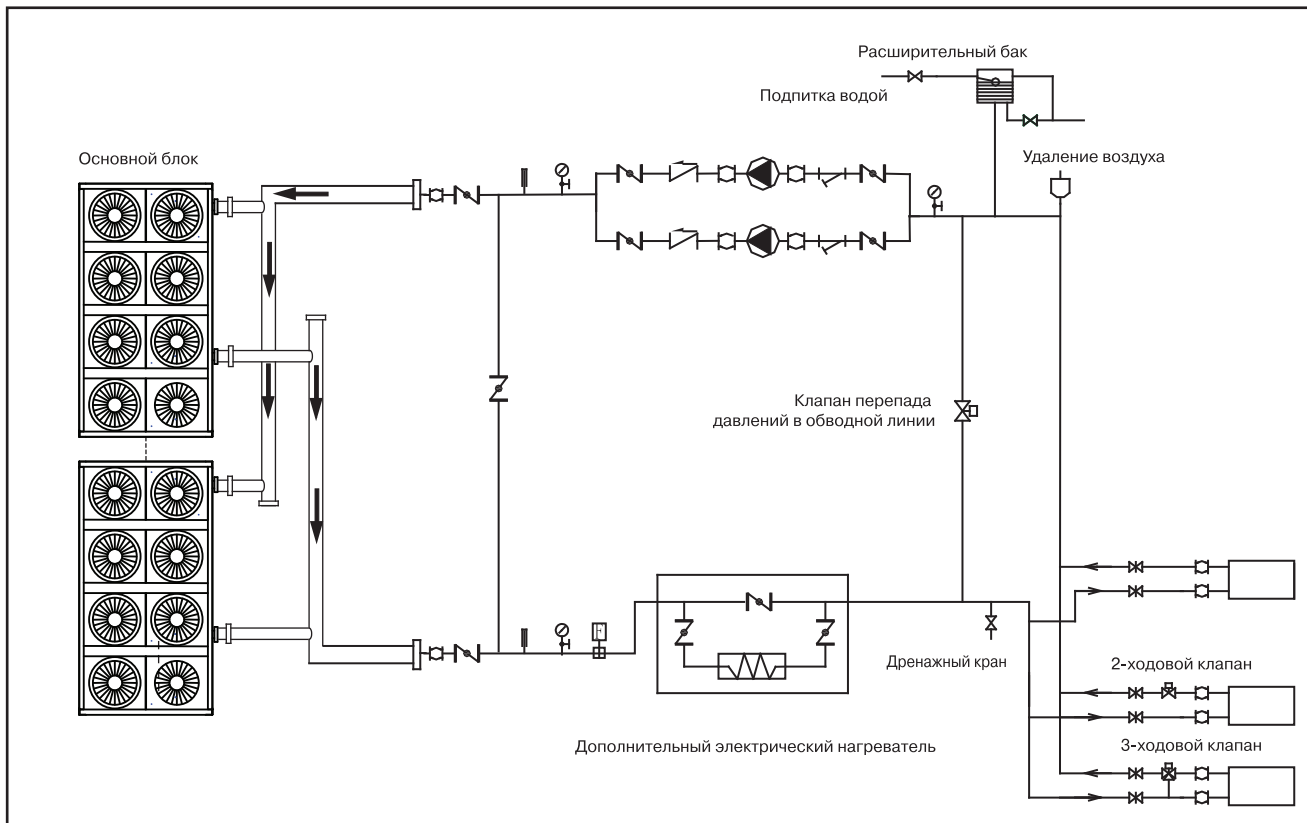 Расширительный бак
Подпитка водой
Основной блок
Удаление воздуха
Клапан перепада
давлений в обводной линии
Дренажный кран
2-ходовой клапан
3-ходовой клапан
Дополнительный электрический нагреватель